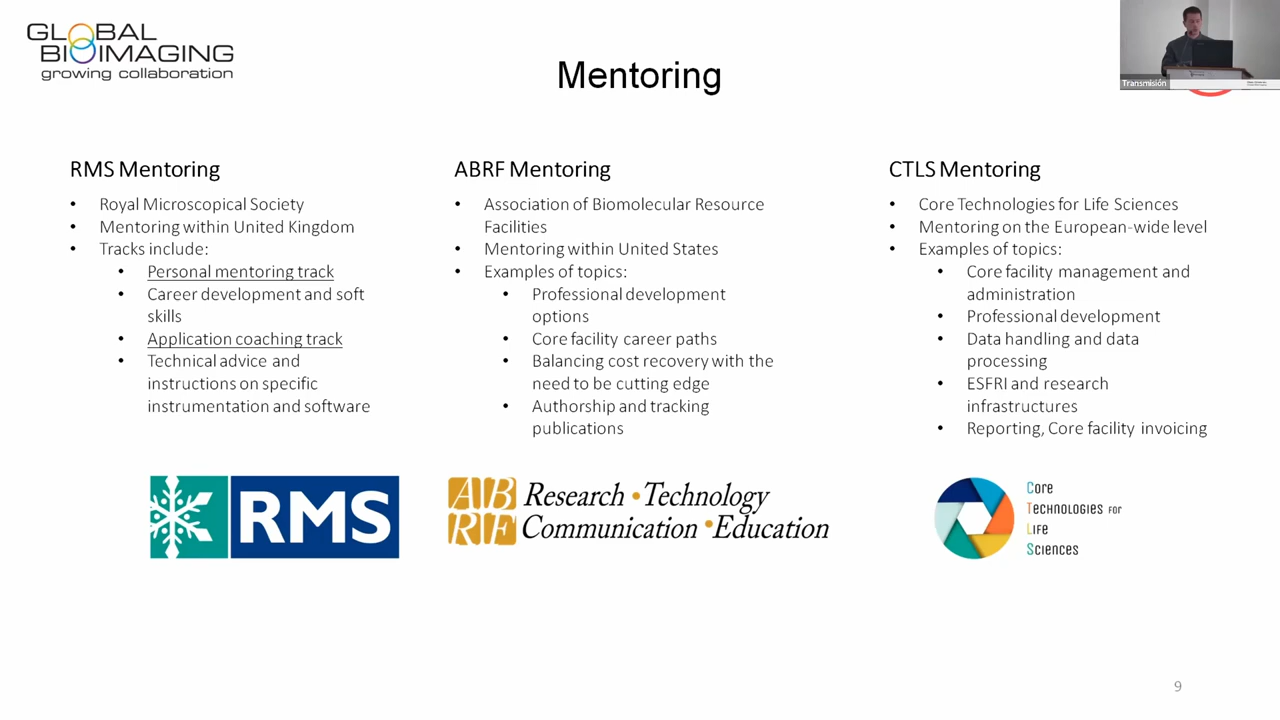 GLOBAL
BIOIMAGING
growing collaboration
Mentoring
Transmisión
RMS Mentoring
• Royal Microscopical Society
• Mentoring within United Kingdom
• Tracks include:
• Personal mentoring track
• Career development and soft
skills
• Application coaching track
• Technical advice and
instructions on specific
instrumentation and software
ABRF Mentoring
• Association of Biomolecular Resource
Facilities
• Mentoring within United States
• Examples of topics:
• Professional development
options
• Core facility career paths
• Balancing cost recovery with the
need to be cutting edge
• Authorship and tracking
publications
CTLS Mentoring
• Core Technologies for Life Sciences
• Mentoring on the European-wide level
• Examples of topics:
• Core facility management and
administration
• Professional development
• Data handling and data
processing
• ESFRI and research
infrastructures
• Reporting, Core facility invoicing
RMS
AB
RF
Research • Technology
Communication • Education
Core
Technologies for
Life
Sciences
9